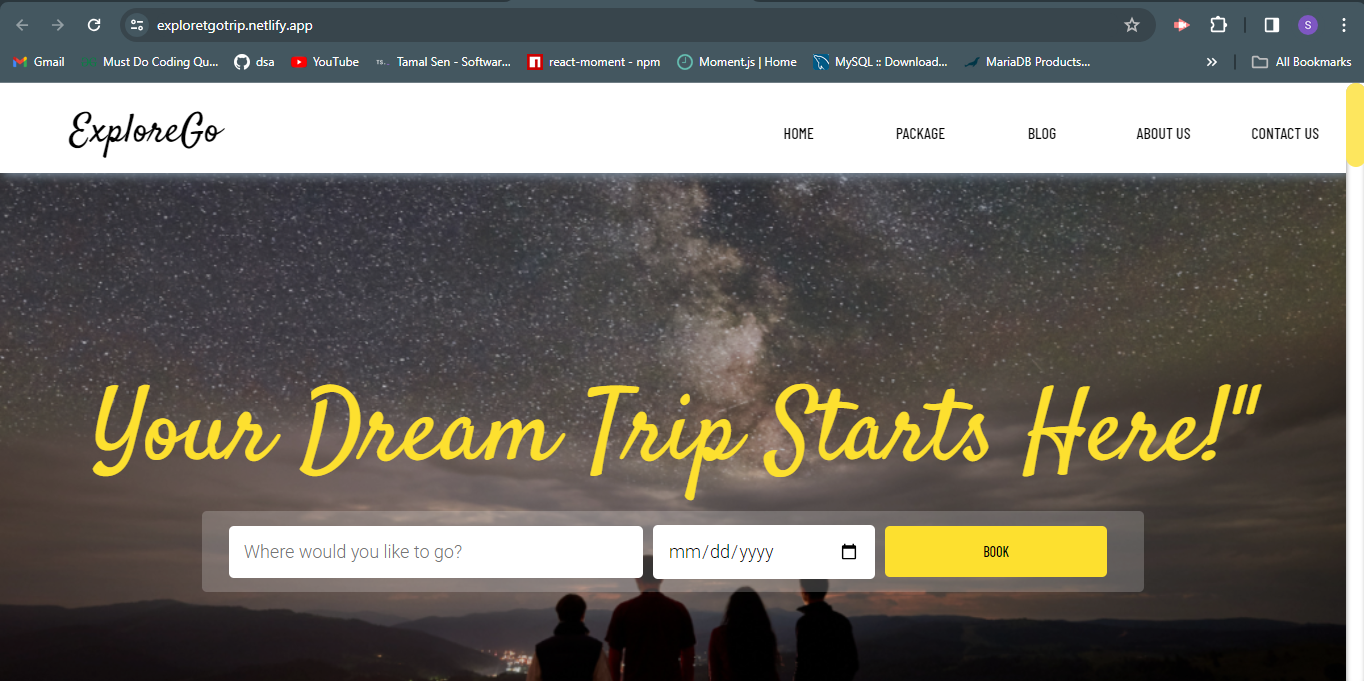 exploretgotrip.netlify.app
S
Gmail
Must Do Coding Qu...
dsa
YouTube
TS.. Tamal Sen - Softwar...
react-moment - npm
Moment.js | Home
MySQL :: Download...
MariaDB Products...
All Bookmarks
ExploreGo
HOME
PACKAGE
BLOG
ABOUT US
CONTACT US
Your Dream Trip Starts Here!"
Where would you like to go?
mm/dd/yyyy
BOOK